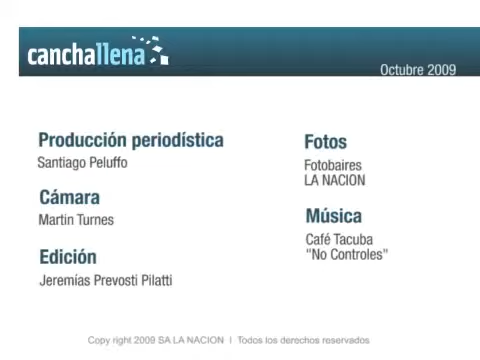 canchallena
Octubre 2009
Producción periodística
Santiago Peluffo
Cámara
Martin Turnes
Edición
Jeremías Prevosti Pilatti
Fotos
Fotobaires
LA NACION
Música
Café Tacuba
“No Controles”
Copy right 2009 SA LA NACION | Todos los derechos reservados